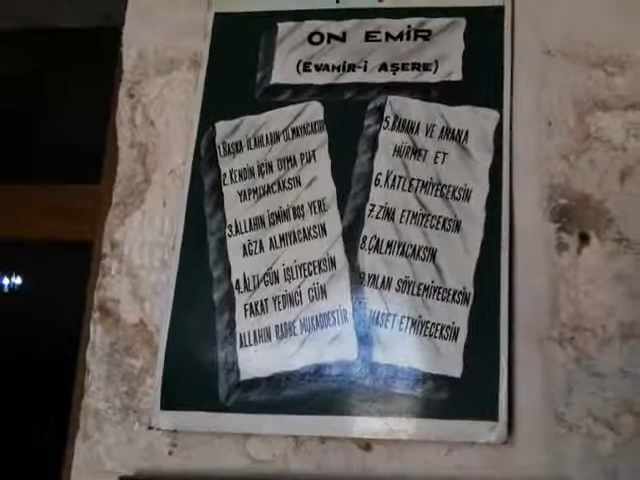 ON EMİR
(EVAMİR-İ AŞERE)
1.BAŞKA İLAHLARIN OLMAYACAKSIN
2.KENDİN İÇİN OYMA PUT
YAPMIYACAKSIN
3.ALLAHIN İSMİNİ BOŞ YERE
AĞZA ALMIYACAKSIN
4.ALTI GÜN İŞLİYECEKSİN
FAKAT YEDİNCİ GÜN
ALLAHIN RABBE MUKADDESTİR
5.BABANA VE ANANA
HÜRMET ET
6.KATLETMİYECEKSİN
7.ZİNA ETMİYECEKSİN
8.ÇALMIYACAKSIN
9.YALAN SÖYLEMİYECEKSİN
HASET ETMİYECEKSİN